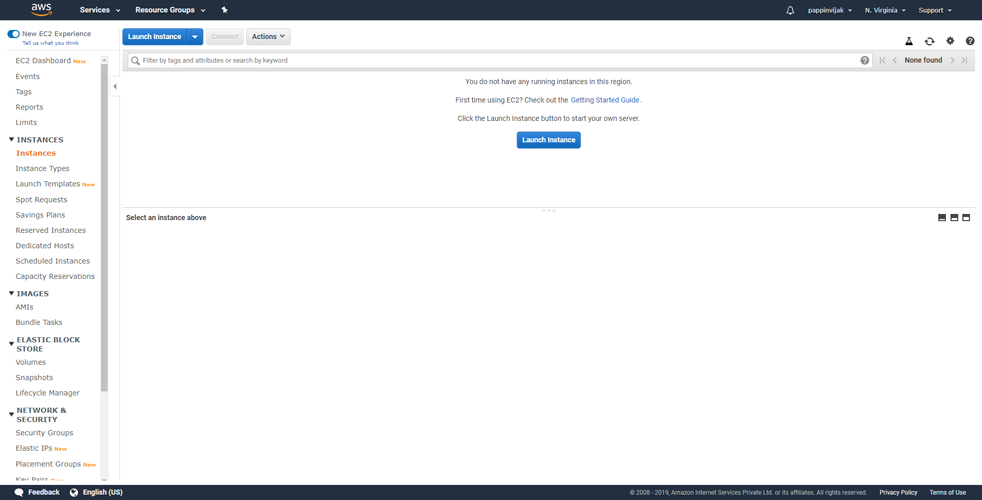 aws
Services
Resource Groups
pappinvijak
N. Virginia
Support
New EC2 Experience
Tell us what you think
EC2 Dashboard New
Events
Tags
Reports
Limits
INSTANCES
Instances
Instance Types
Launch Templates New
Spot Requests
Savings Plans
Reserved Instances
Dedicated Hosts
Scheduled Instances
Capacity Reservations
IMAGES
AMIs
Bundle Tasks
ELASTIC BLOCK
STORE
Volumes
Snapshots
Lifecycle Manager
NETWORK &
SECURITY
Security Groups
Elastic IPs New
Placement Groups New
Key Pairs New
Launch Instance
Connect
Actions
Filter by tags and attributes or search by keyword
None found
You do not have any running instances in this region.
First time using EC2? Check out the Getting Started Guide.
Click the Launch Instance button to start your own server.
Launch Instance
Select an instance above
Feedback
English (US)
© 2008 - 2019, Amazon Internet Services Private Ltd. or its affiliates. All rights reserved.
Privacy Policy
Terms of Use